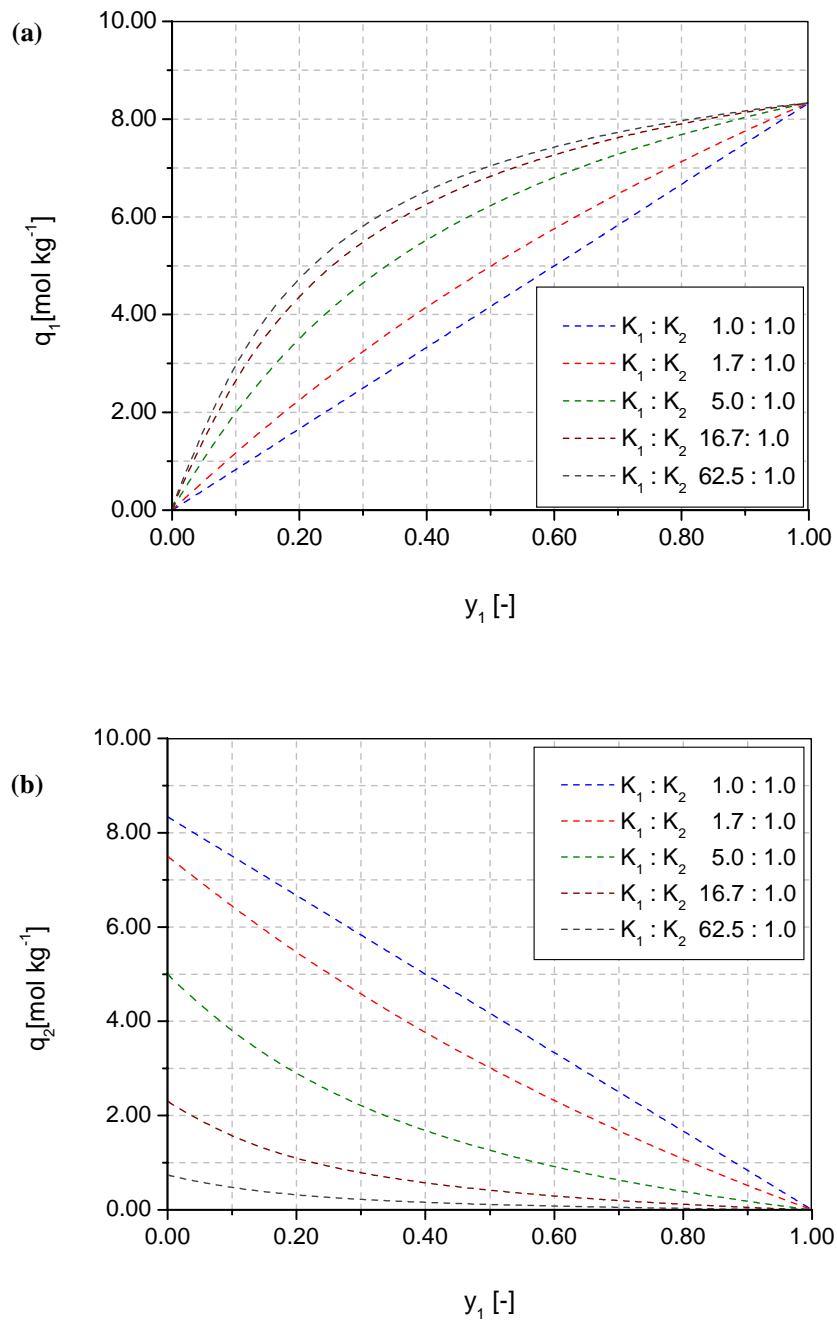 (a)
10.00
8.00
6.00
4.00
2.00
0.00
q₁[mol kg⁻¹]
K₁ : K₂ 1.0 : 1.0
K₁ : K₂ 1.7 : 1.0
K₁ : K₂ 5.0 : 1.0
K₁ : K₂ 16.7: 1.0
K₁ : K₂ 62.5 : 1.0
0.00 0.20 0.40 0.60 0.80 1.00
y₁ [-]
(b)
10.00
8.00
6.00
4.00
2.00
0.00
q₂[mol kg⁻¹]
K₁ : K₂ 1.0 : 1.0
K₁ : K₂ 1.7 : 1.0
K₁ : K₂ 5.0 : 1.0
K₁ : K₂ 16.7 : 1.0
K₁ : K₂ 62.5 : 1.0
0.00 0.20 0.40 0.60 0.80 1.00
y₁ [-]